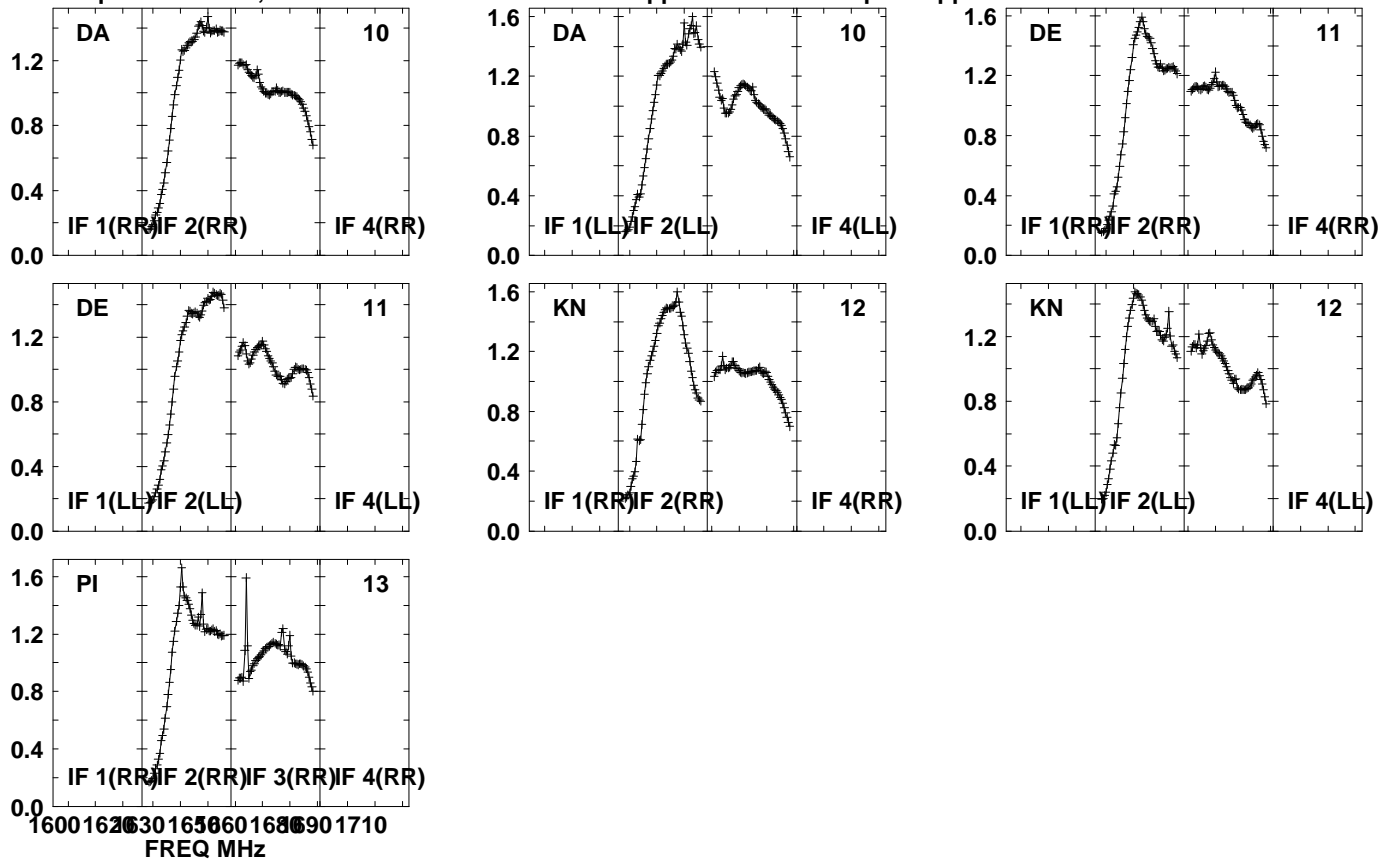 DA 10
1.2
0.8
0.4
0.0
IF 1(RR) IF 2(RR) IF 4(RR)
DA 10
1.6
1.2
0.8
0.4
0.0
IF 1(LL) IF 2(LL) IF 4(LL)
DE 11
1.6
1.2
0.8
0.4
0.0
IF 1(RR) IF 2(RR) IF 4(RR)
DE 11
1.2
0.8
0.4
0.0
IF 1(LL) IF 2(LL) IF 4(LL)
KN 12
1.6
1.2
0.8
0.4
0.0
IF 1(RR) IF 2(RR) IF 4(RR)
KN 12
1.2
0.8
0.4
0.0
IF 1(LL) IF 2(LL) IF 4(LL)
PI 13
1.6
1.2
0.8
0.4
0.0
IF 1(RR) IF 2(RR) IF 3(RR) IF 4(RR)
1600 1620 1630 1650 1660 1680 1690 1710
FREQ MHz